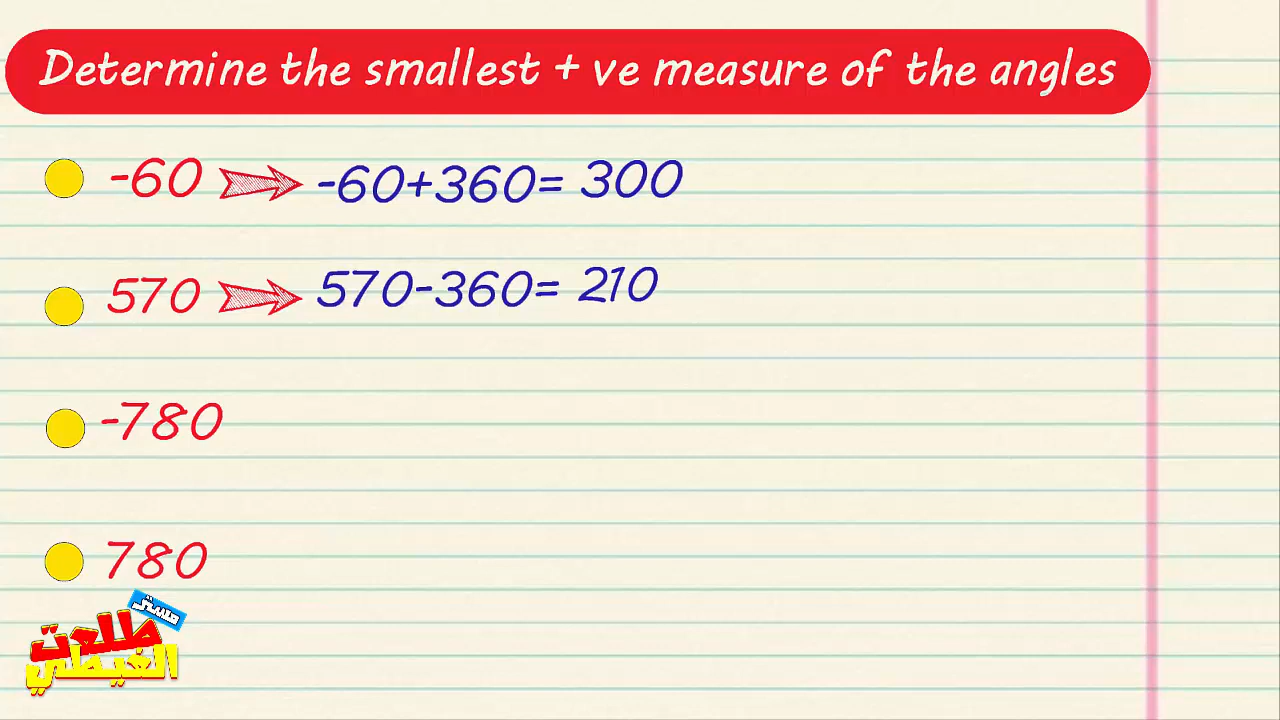 Determine the smallest + ve measure of the angles
-60 -60+360= 300
570 570-360= 210
-780
780
مستر
طلعت
الغيطي